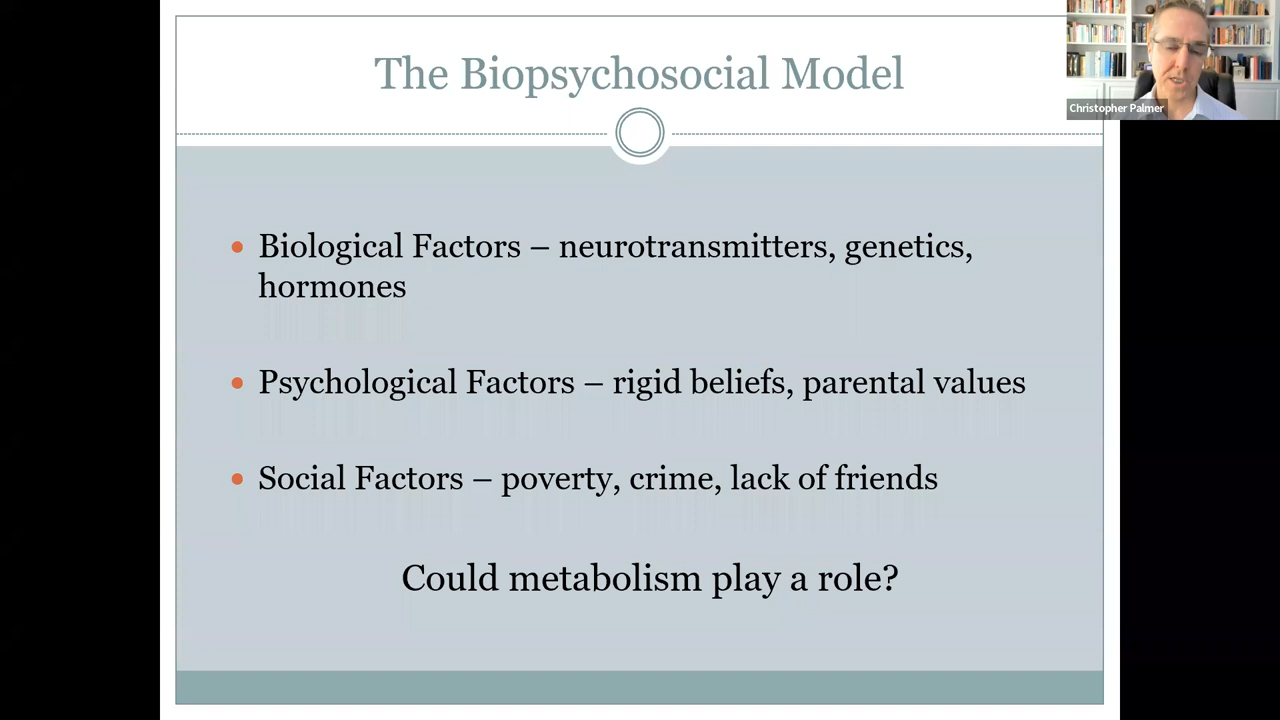 The Biopsychosocial Model
Christopher Palmer
Biological Factors – neurotransmitters, genetics,
hormones
Psychological Factors – rigid beliefs, parental values
Social Factors – poverty, crime, lack of friends
Could metabolism play a role?